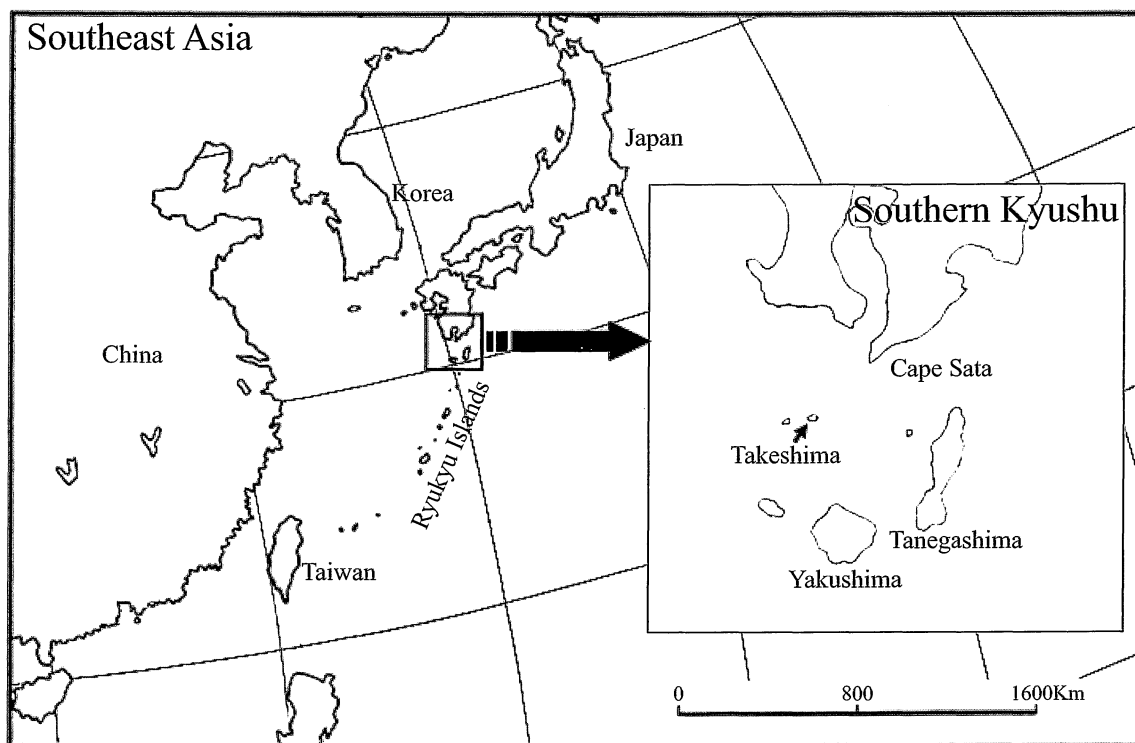 Southeast Asia
Japan
Korea
Southern Kyushu
China
Cape Sata
Ryukyu Islands
Takeshima
Tanegashima
Taiwan
Yakushima
0 800 1600Km